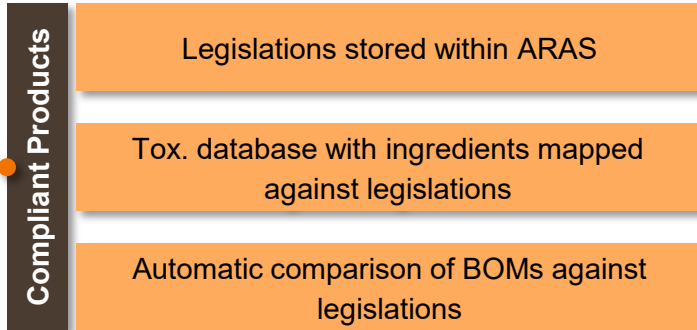 Compliant Products
Legislations stored within ARAS
Tox. database with ingredients mapped
against legislations
Automatic comparison of BOMs against
legislations